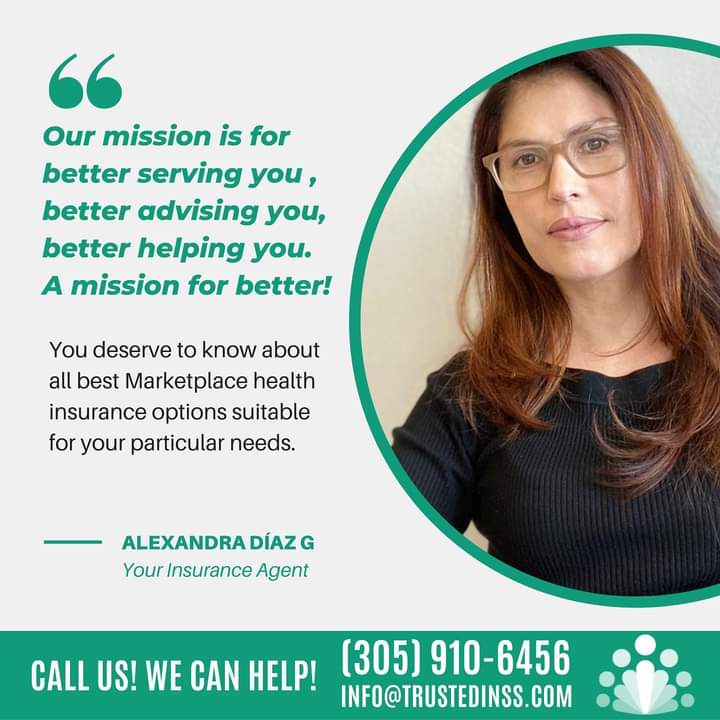 “
Our mission is for
better serving you ,
better advising you,
better helping you.
A mission for better!
You deserve to know about
all best Marketplace health
insurance options suitable
for your particular needs.
ALEXANDRA DÍAZ G
Your Insurance Agent
CALL US! WE CAN HELP!
(305) 910-6456
INFO@TRUSTEDINSS.COM